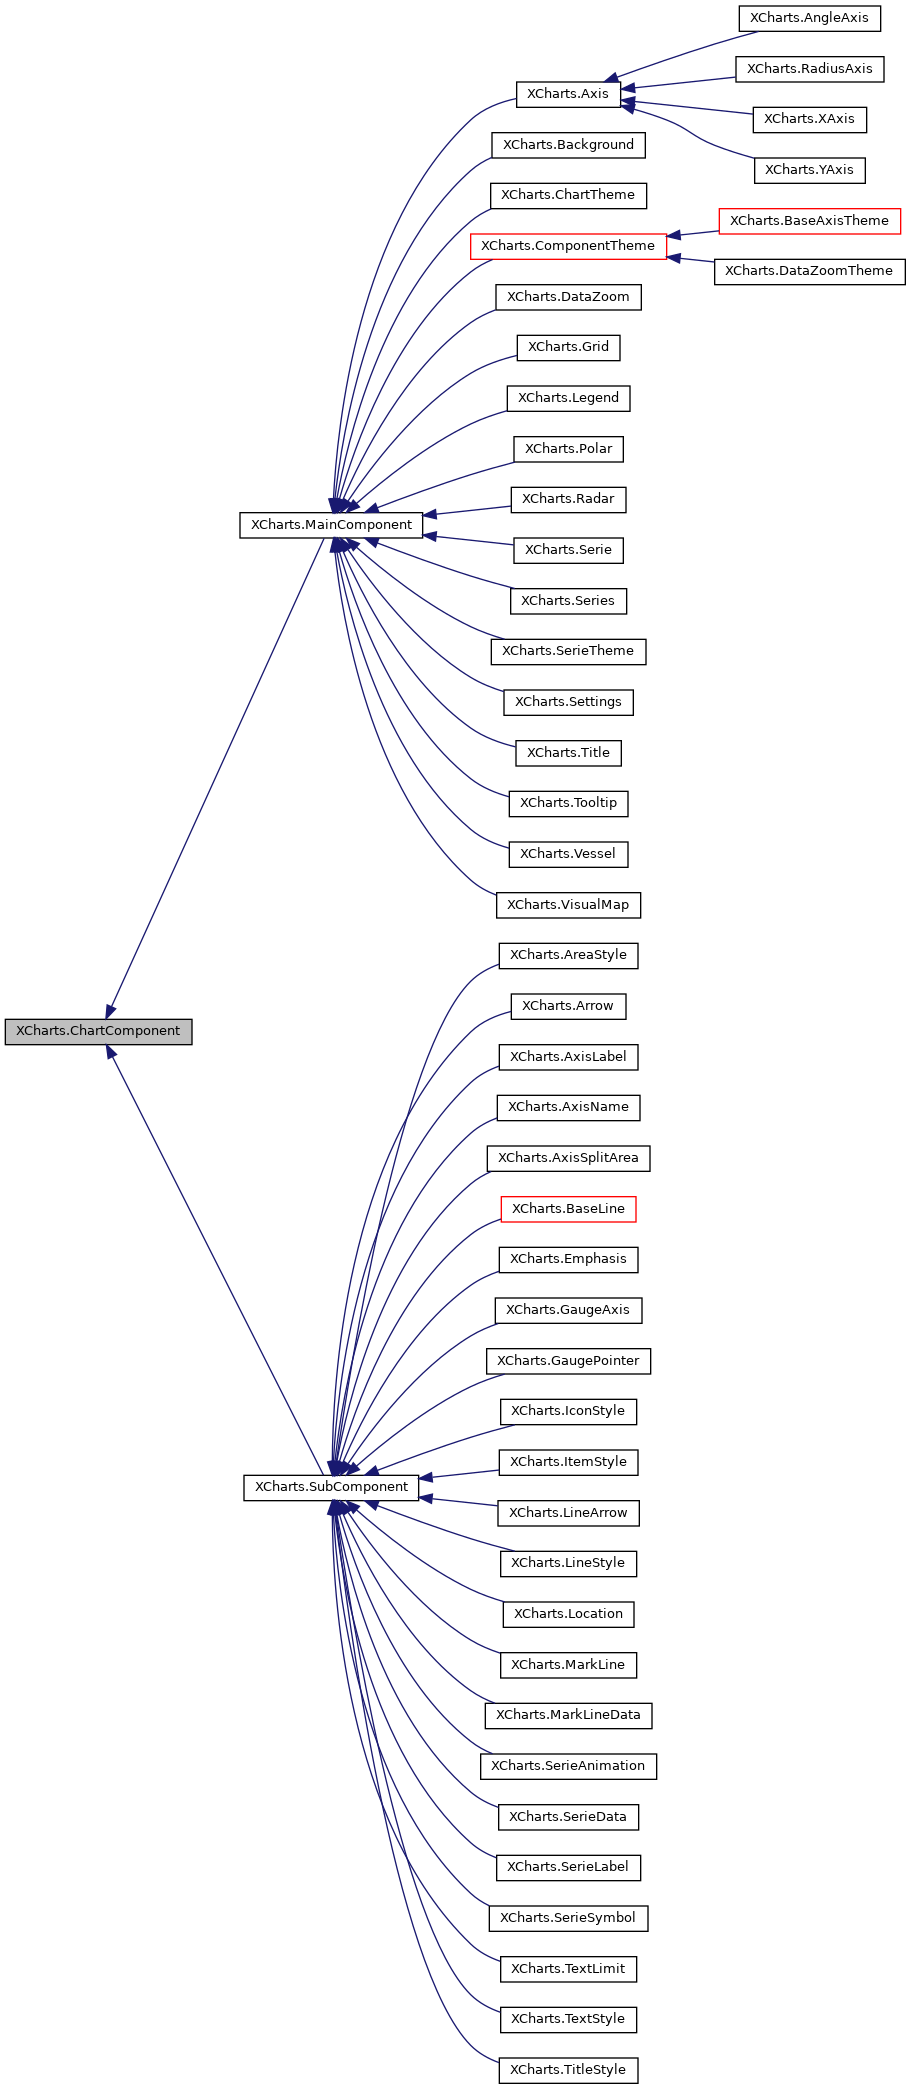 XCharts.AngleAxis
XCharts.RadiusAxis
XCharts.Axis
XCharts.XAxis
XCharts.Background
XCharts.YAxis
XCharts.ChartTheme
XCharts.BaseAxisTheme
XCharts.ComponentTheme
XCharts.DataZoomTheme
XCharts.DataZoom
XCharts.Grid
XCharts.Legend
XCharts.Polar
XCharts.Radar
XCharts.MainComponent
XCharts.Serie
XCharts.Series
XCharts.SerieTheme
XCharts.Settings
XCharts.Title
XCharts.Tooltip
XCharts.Vessel
XCharts.VisualMap
XCharts.AreaStyle
XCharts.Arrow
XCharts.ChartComponent
XCharts.AxisLabel
XCharts.AxisName
XCharts.AxisSplitArea
XCharts.BaseLine
XCharts.Emphasis
XCharts.GaugeAxis
XCharts.GaugePointer
XCharts.IconStyle
XCharts.ItemStyle
XCharts.SubComponent
XCharts.LineArrow
XCharts.LineStyle
XCharts.Location
XCharts.MarkLine
XCharts.MarkLineData
XCharts.SerieAnimation
XCharts.SerieData
XCharts.SerieLabel
XCharts.SerieSymbol
XCharts.TextLimit
XCharts.TextStyle
XCharts.TitleStyle